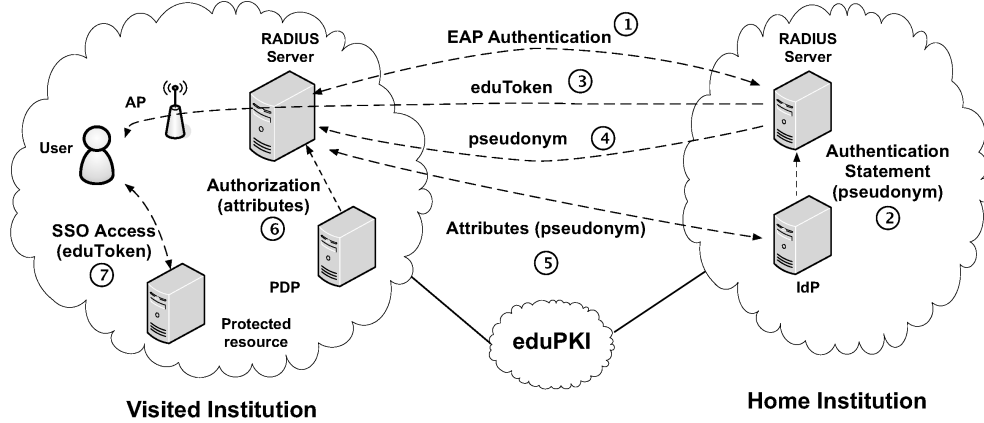 RADIUS
Server
EAP Authentication
①
RADIUS
Server
eduToken
③
AP
pseudonym
④
User
Authentication
Statement
(pseudonym)
②
Authorization
(attributes)
⑥
SSO Access
(eduToken)
⑦
Attributes (pseudonym)
⑤
PDP
IdP
Protected
resource
eduPKI
Visited Institution
Home Institution